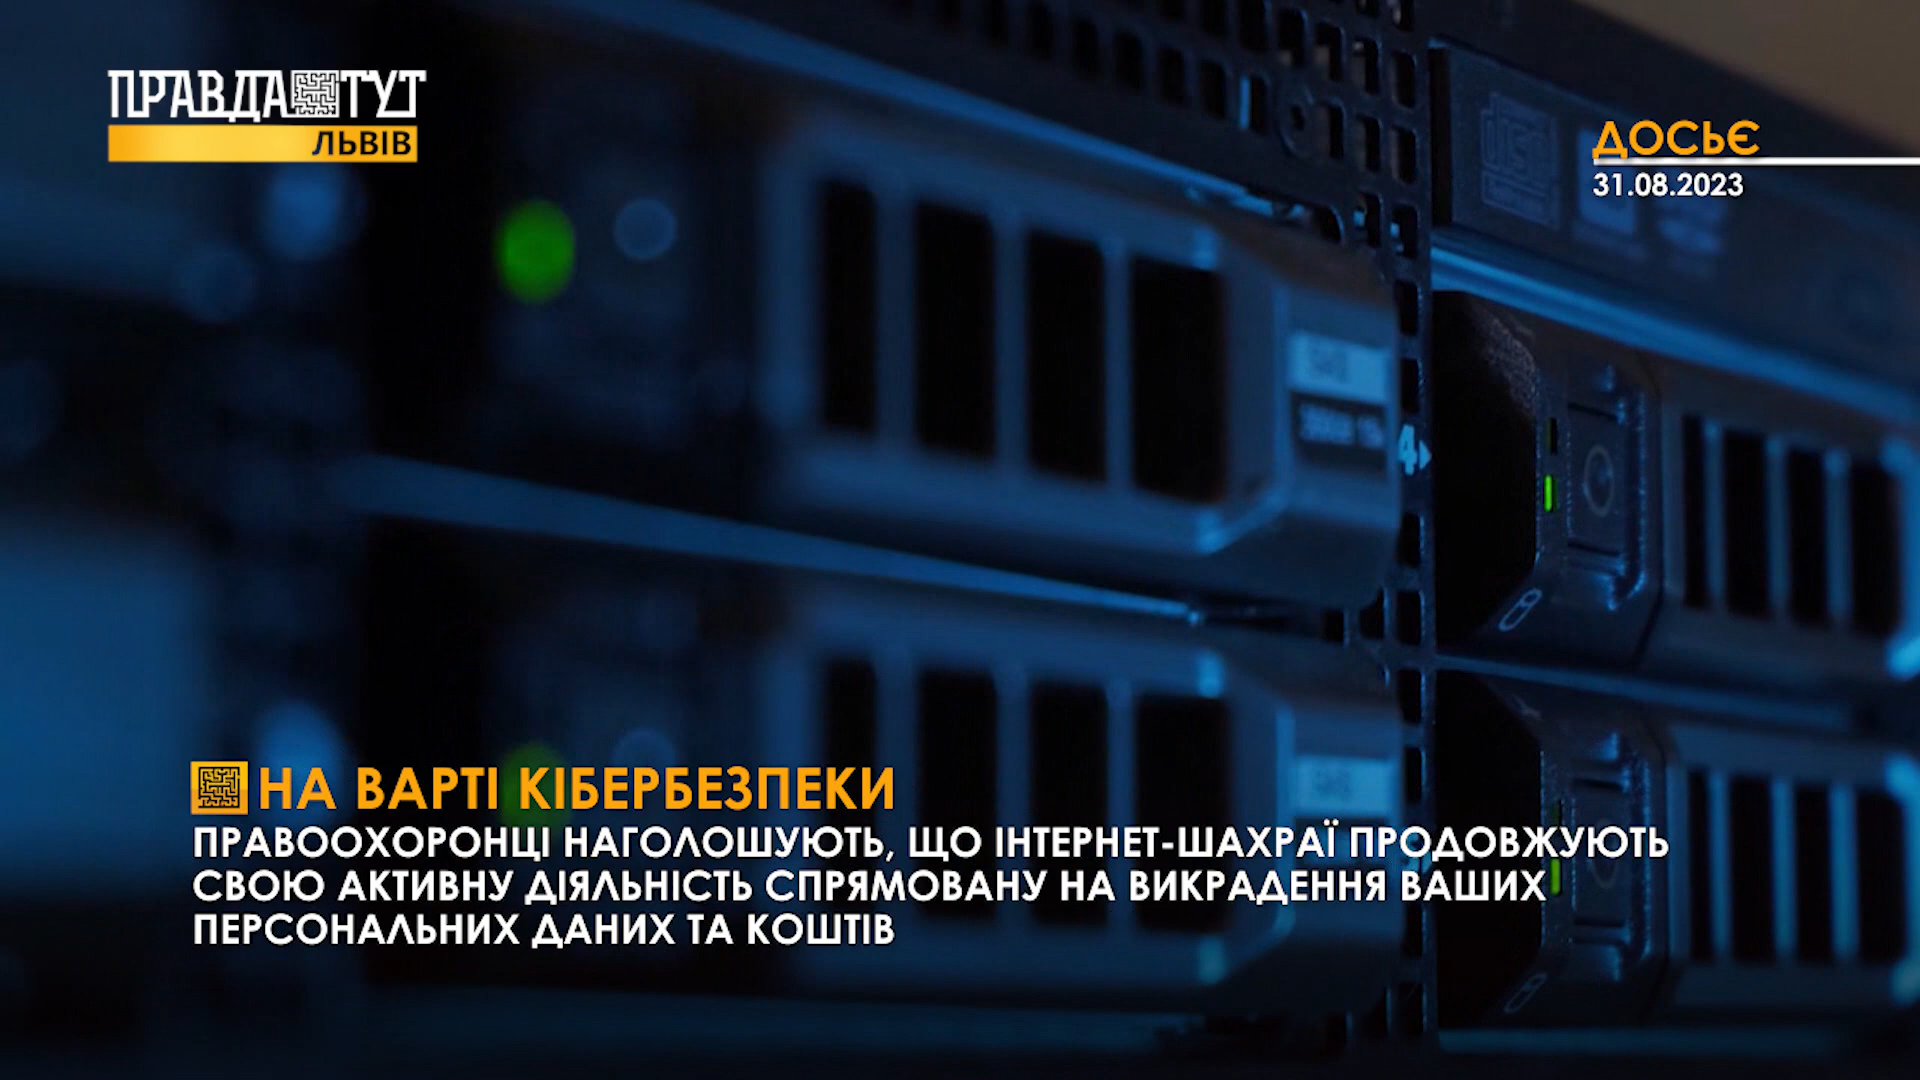 ПРАВДА ТУТ
ЛЬВІВ
ДОСЬЄ
31.08.2023
4
НА ВАРТІ КІБЕРБЕЗПЕКИ
ПРАВООХОРОНЦІ НАГОЛОШУЮТЬ, ЩО ІНТЕРНЕТ-ШАХРАЇ ПРОДОВЖУЮТЬ
СВОЮ АКТИВНУ ДІЯЛЬНІСТЬ СПРЯМОВАНУ НА ВИКРАДЕННЯ ВАШИХ
ПЕРСОНАЛЬНИХ ДАНИХ ТА КОШТІВ